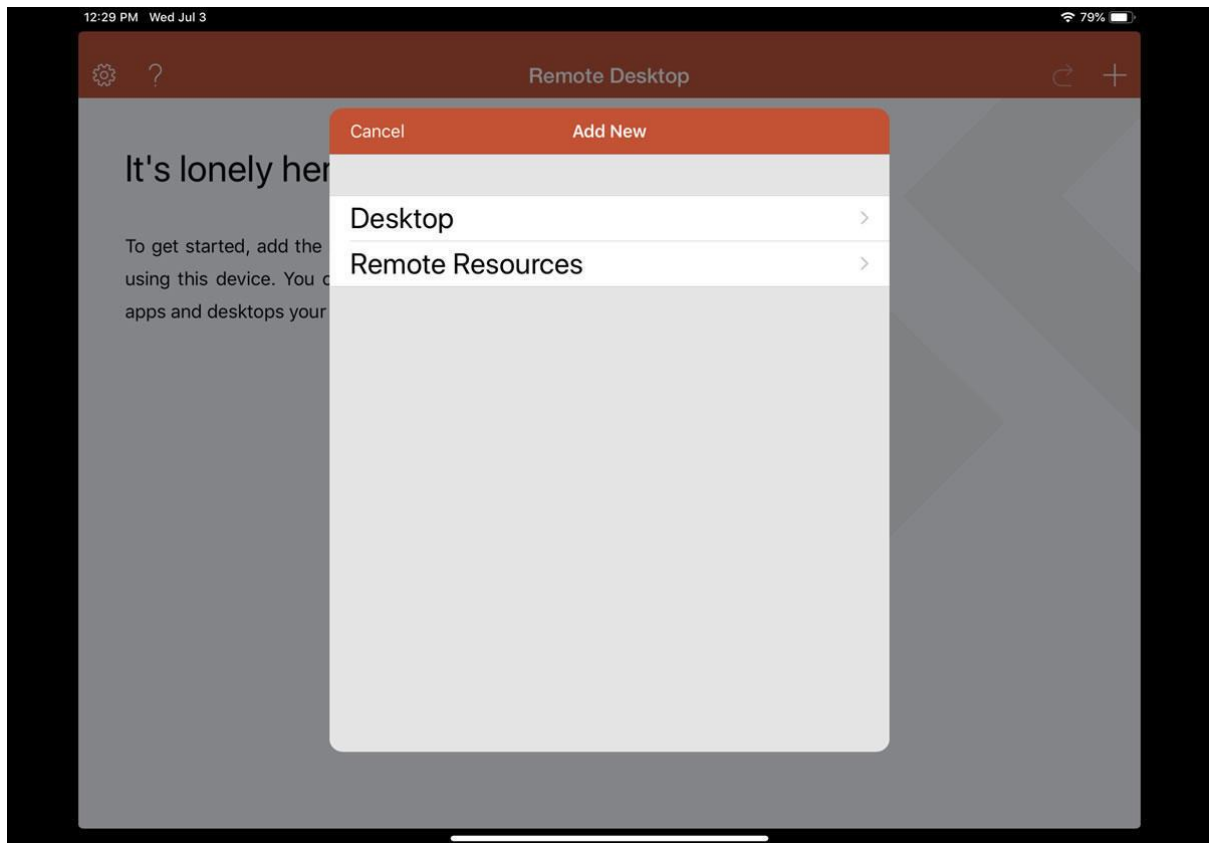 12:29 PM Wed Jul 3
79%
?
Remote Desktop
Cancel
Add New
It's lonely her
Desktop
To get started, add the
Remote Resources
using this device. You c
apps and desktops your